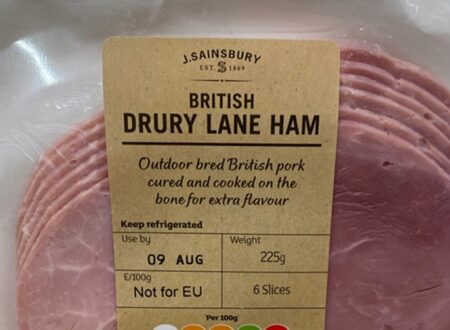 J.SAINSBURY
EST. S 1869
BRITISH
DRURY LANE HAM
Outdoor bred British pork
cured and cooked on the
bone for extra flavour
Keep refrigerated
Use by
09 AUG
Weight
225g
£/100g
Not for EU
6 Slices
Per 100g